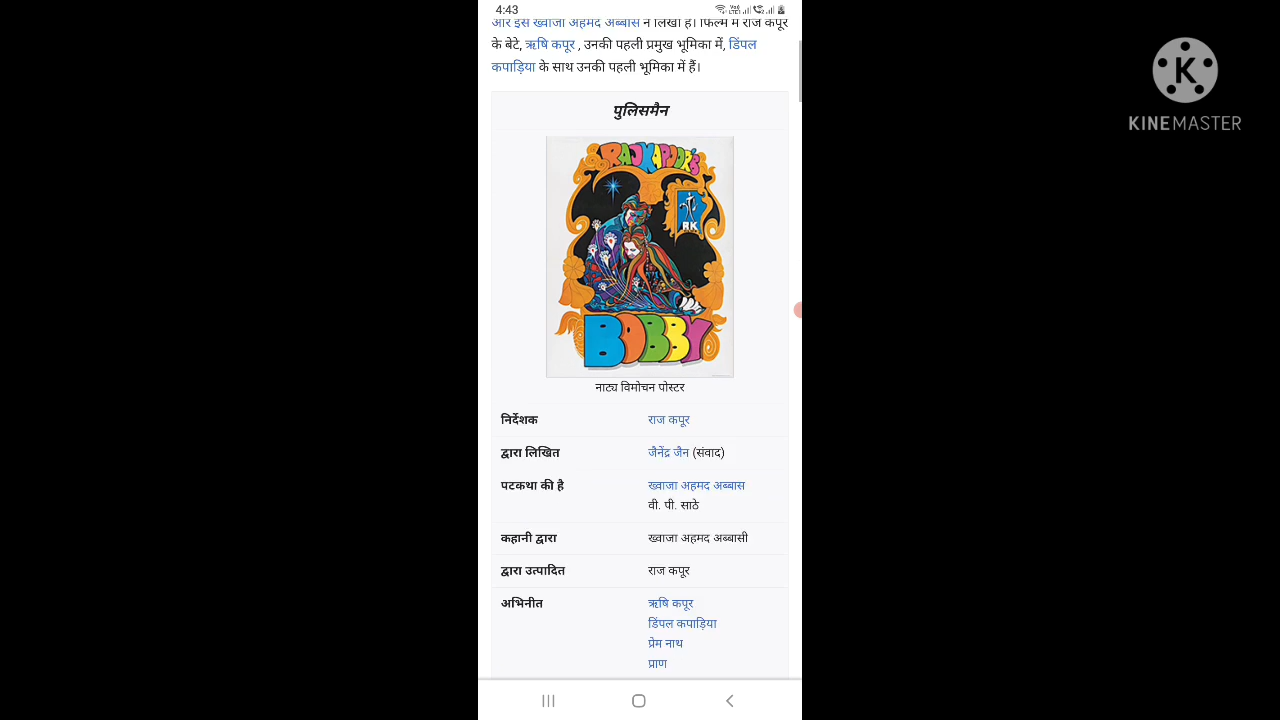 4:43
और इसे ख्वाजा अहमद अब्बास ने लिखा है। फिल्म में राज कपूर
के बेटे, ऋषि कपूर , उनकी पहली प्रमुख भूमिका में, डिंपल
कपाड़िया के साथ उनकी पहली भूमिका में हैं।
KINEMASTER
पुलिसमैन
RAJ KAPOOR'S
RK
BOBBY
नाट्य विमोचन पोस्टर
निर्देशक राज कपूर
द्वारा लिखित जैनेंद्र जैन (संवाद)
पटकथा की है ख्वाजा अहमद अब्बास
वी. पी. साठे
कहानी द्वारा ख्वाजा अहमद अब्बासी
द्वारा उत्पादित राज कपूर
अभिनीत ऋषि कपूर
डिंपल कपाड़िया
प्रेम नाथ
प्राण